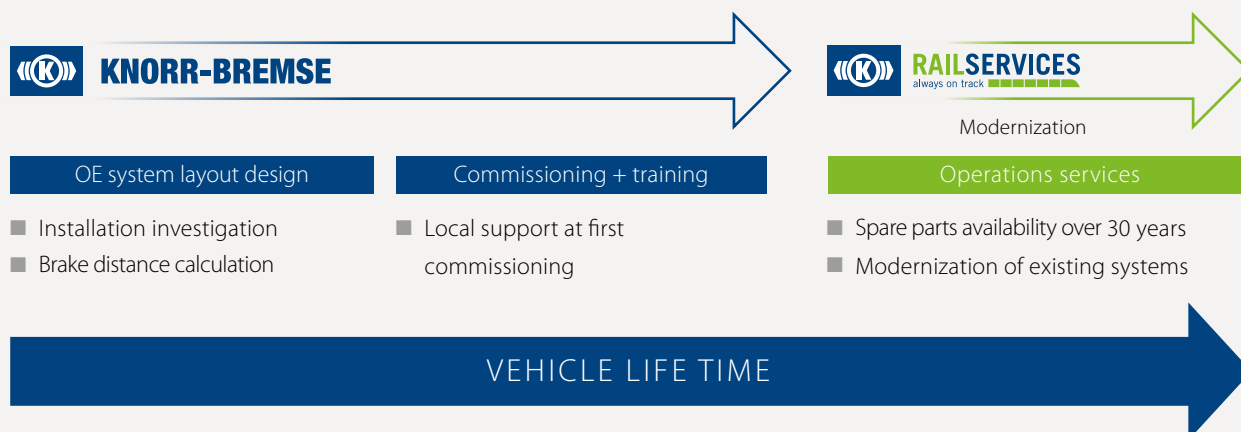 KNORR-BREMSE
RAILSERVICES
always on track
Modernization
OE system layout design
Installation investigation
Brake distance calculation
Commissioning + training
Local support at first
commissioning
Operations services
Spare parts availability over 30 years
Modernization of existing systems
VEHICLE LIFE TIME